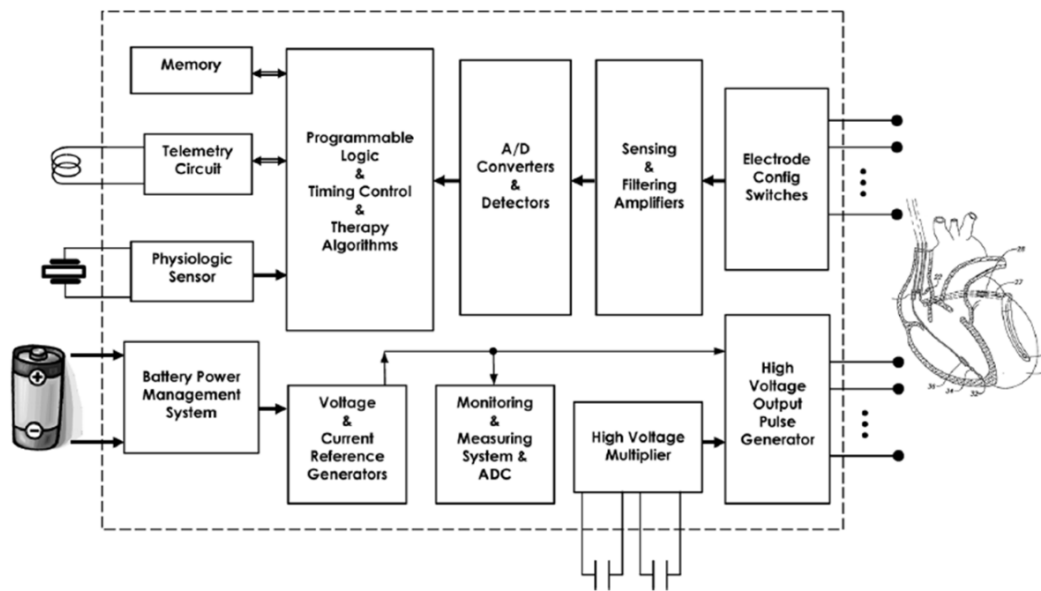 Memory
Telemetry
Circuit
Physiologic
Sensor
Programmable
Logic
&
Timing Control
&
Therapy
Algorithms
A/D
Converters
&
Detectors
Sensing
&
Filtering
Amplifiers
Electrode
Config
Switches
Battery Power
Management
System
Voltage
&
Current
Reference
Generators
Monitoring
&
Measuring
System &
ADC
High Voltage
Multiplier
High
Voltage
Output
Pulse
Generator